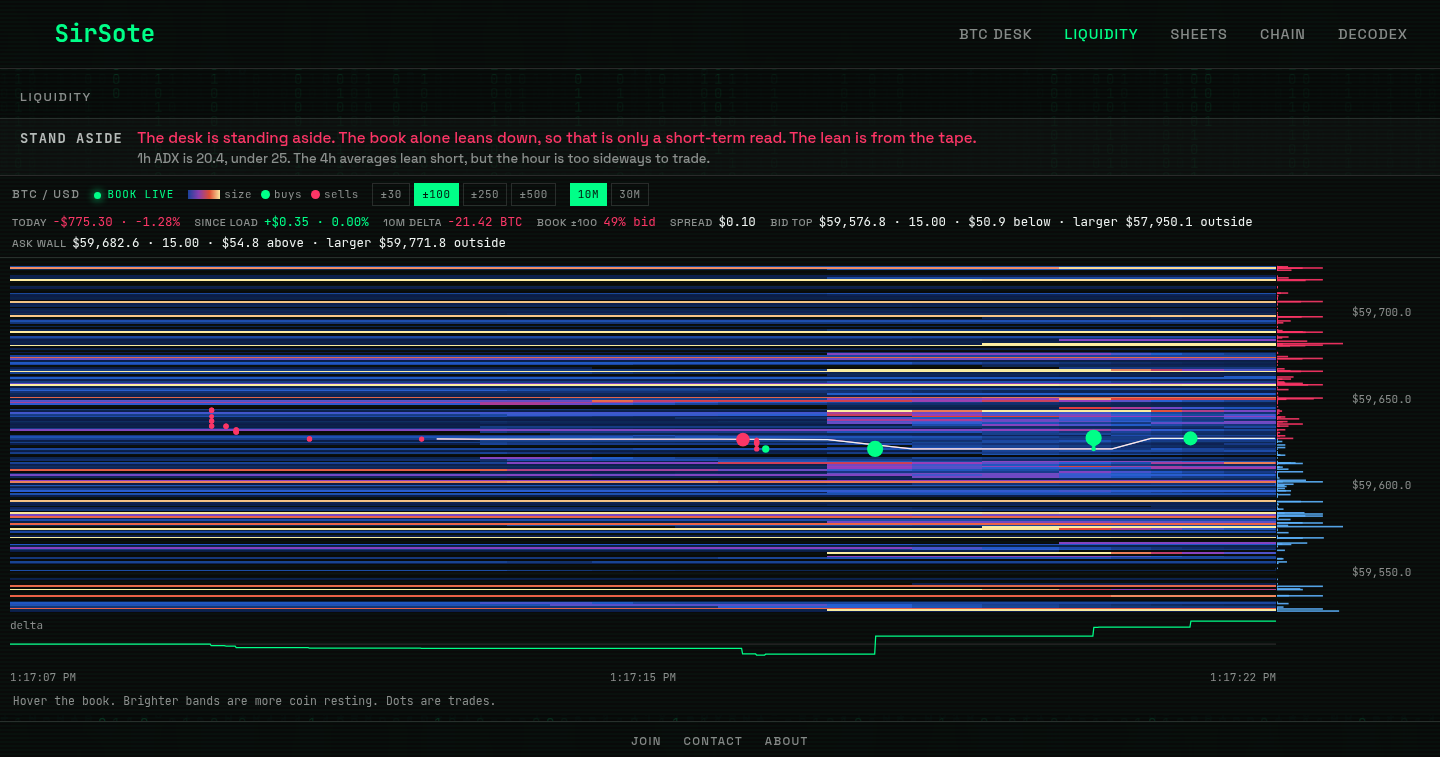 SirSote
BTC DESK LIQUIDITY SHEETS CHAIN DECODEX
LIQUIDITY
STAND ASIDE The desk is standing aside. The book alone leans down, so that is only a short-term read. The lean is from the tape.
1h ADX is 20.4, under 25. The 4h averages lean short, but the hour is too sideways to trade.
BTC / USD BOOK LIVE size buys sells ±30 ±100 ±250 ±500 10M 30M
TODAY -$775.30 · -1.28% SINCE LOAD +$0.35 · 0.00% 10M DELTA -21.42 BTC BOOK ±100 49% bid SPREAD $0.10 BID TOP $59,576.8 · 15.00 · $50.9 below · larger $57,950.1 outside
ASK WALL $59,682.6 · 15.00 · $54.8 above · larger $59,771.8 outside
$59,700.0
$59,650.0
$59,600.0
$59,550.0
delta
1:17:07 PM 1:17:15 PM 1:17:22 PM
Hover the book. Brighter bands are more coin resting. Dots are trades.
JOIN CONTACT ABOUT